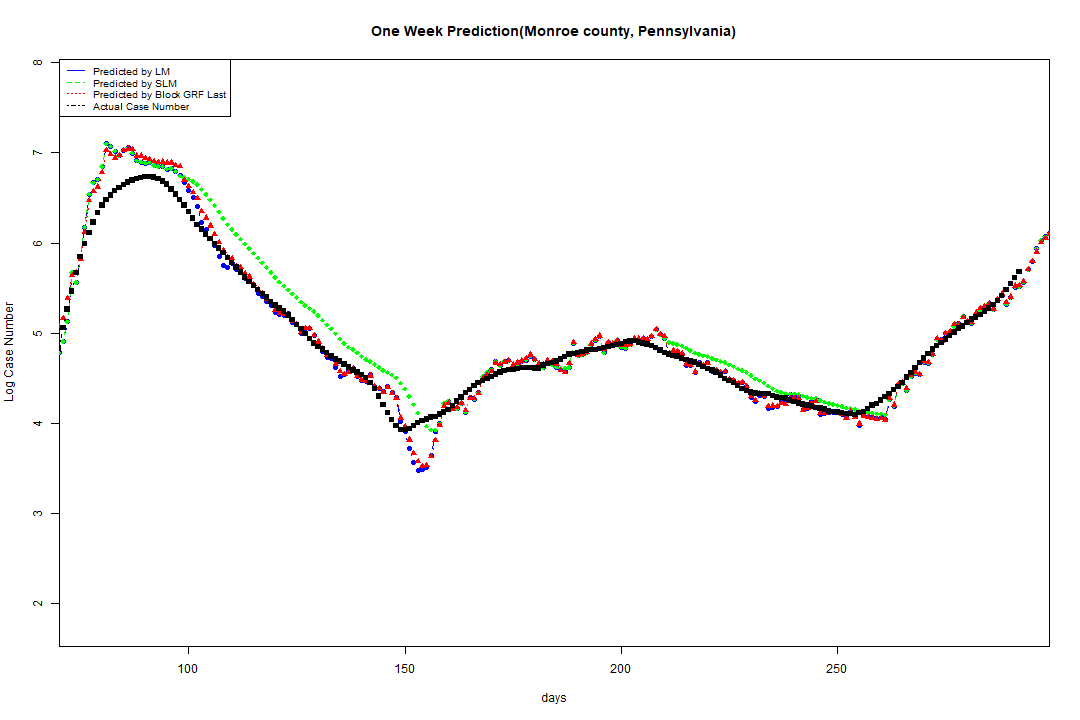 One Week Prediction(Monroe county, Pennsylvania)
Predicted by LM
Predicted by SLM
Predicted by Block GRF Last
Actual Case Number
8
7
6
5
4
3
2
Log Case Number
100 150 200 250
days